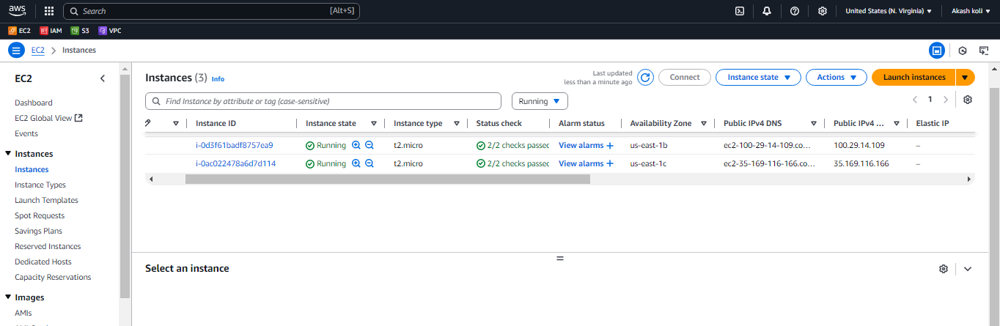 aws Search [Alt+S] United States (N. Virginia) Akash koli
EC2 IAM S3 VPC
EC2 > Instances
EC2
Dashboard
EC2 Global View
Events
Instances
Instances
Instance Types
Launch Templates
Spot Requests
Savings Plans
Reserved Instances
Dedicated Hosts
Capacity Reservations
Images
AMIs
Instances (3) Info
Last updated
less than a minute ago
Connect Instance state Actions Launch instances
Find Instance by attribute or tag (case-sensitive) Running 1
Instance ID Instance state Instance type Status check Alarm status Availability Zone Public IPv4 DNS Public IPv4 ... Elastic IP
i-0d3f61badf8757ea9 Running t2.micro 2/2 checks passed View alarms + us-east-1b ec2-100-29-14-109.co... 100.29.14.109 –
i-0ac022478a6d7d114 Running t2.micro 2/2 checks passed View alarms + us-east-1c ec2-35-169-116-166.co... 35.169.116.166 –
Select an instance